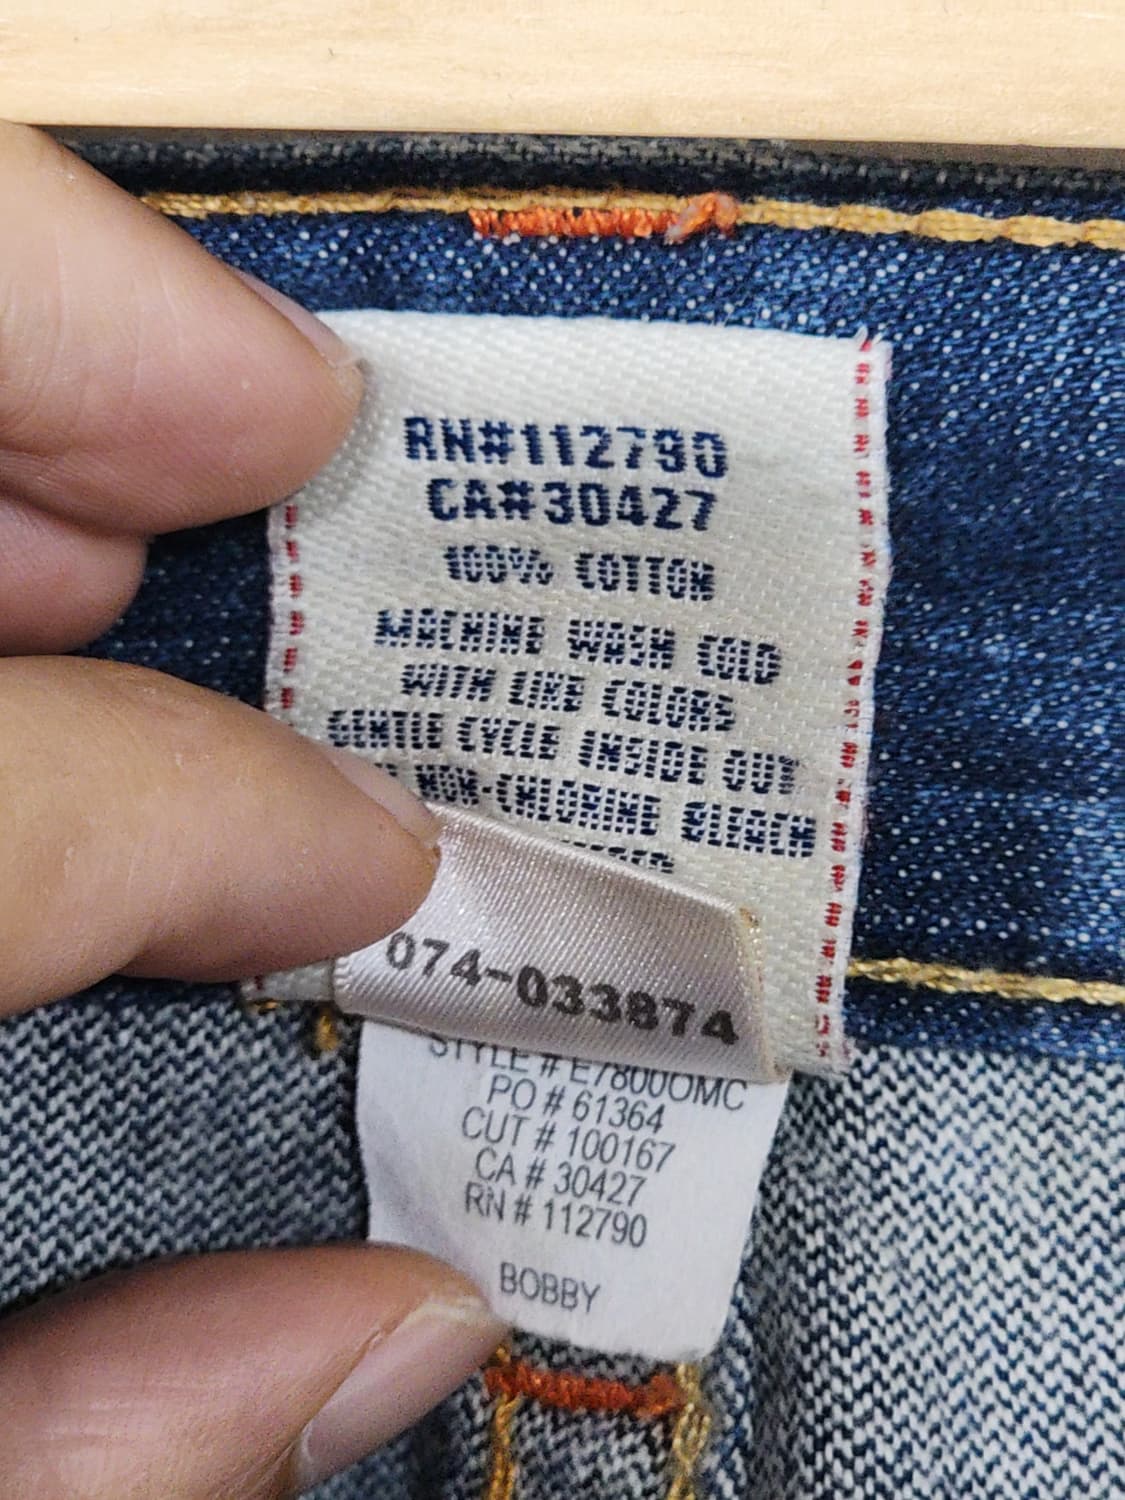 RN#112790
CA#30427
100% COTTON
MACHINE WASH COLD
WITH LIKE COLORS
GENTLE CYCLE INSIDE OUT
NON-CHLORINE BLEACH
074-033874
STYLE # E7800OMC
PO # 61364
CUT # 100167
CA # 30427
RN # 112790
BOBBY